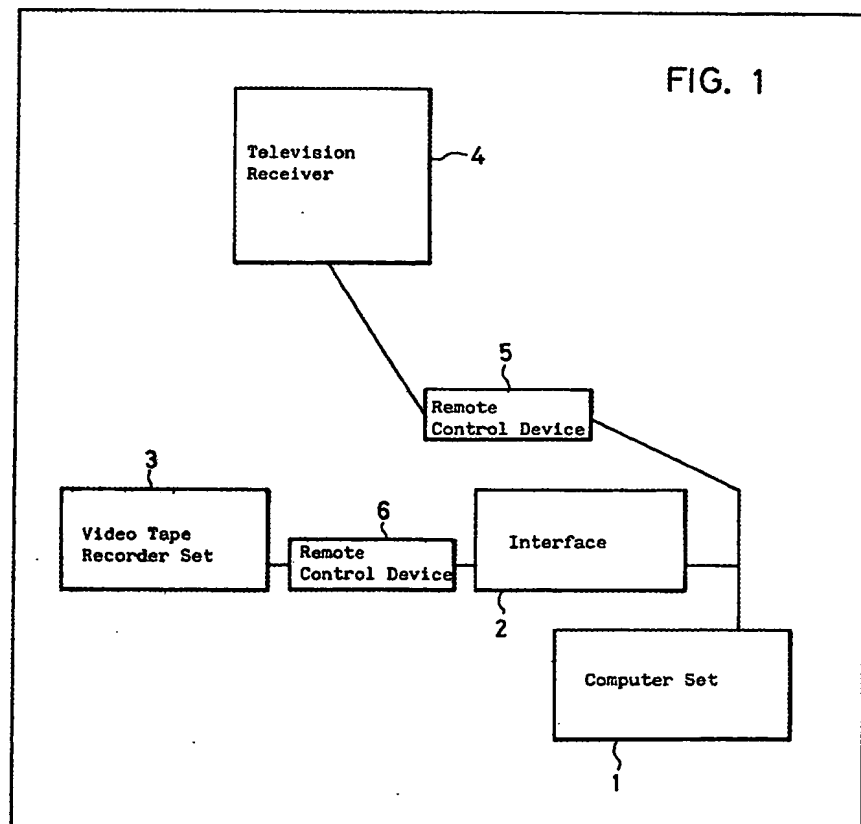 FIG. 1
Television
Receiver
4
5
Remote
Control Device
3
Video Tape
Recorder Set
6
Remote
Control Device
Interface
2
Computer Set
1